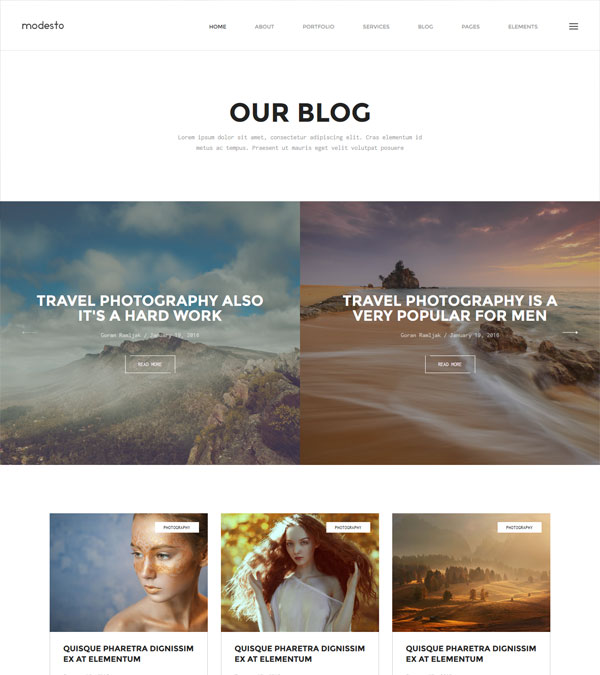 modesto
HOME ABOUT PORTFOLIO SERVICES BLOG PAGES ELEMENTS
OUR BLOG
Lorem ipsum dolor sit amet, consectetur adipiscing elit. Cras elementum id
metus ac tempus. Praesent ut mauris eget velit volutpat posuere
TRAVEL PHOTOGRAPHY ALSO
IT'S A HARD WORK
Goran Ramljak / January 19, 2016
READ MORE
TRAVEL PHOTOGRAPHY IS A
VERY POPULAR FOR MEN
Goran Ramljak / January 19, 2016
READ MORE
PHOTOGRAPHY
QUISQUE PHARETRA DIGNISSIM
EX AT ELEMENTUM
PHOTOGRAPHY
QUISQUE PHARETRA DIGNISSIM
EX AT ELEMENTUM
PHOTOGRAPHY
QUISQUE PHARETRA DIGNISSIM
EX AT ELEMENTUM